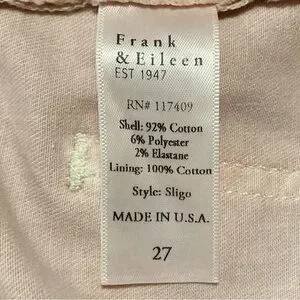 Frank
& Eileen
EST 1947
RN# 117409
Shell: 92% Cotton
6% Polyester
2% Elastane
Lining: 100% Cotton
Style: Sligo
MADE IN U.S.A.
27